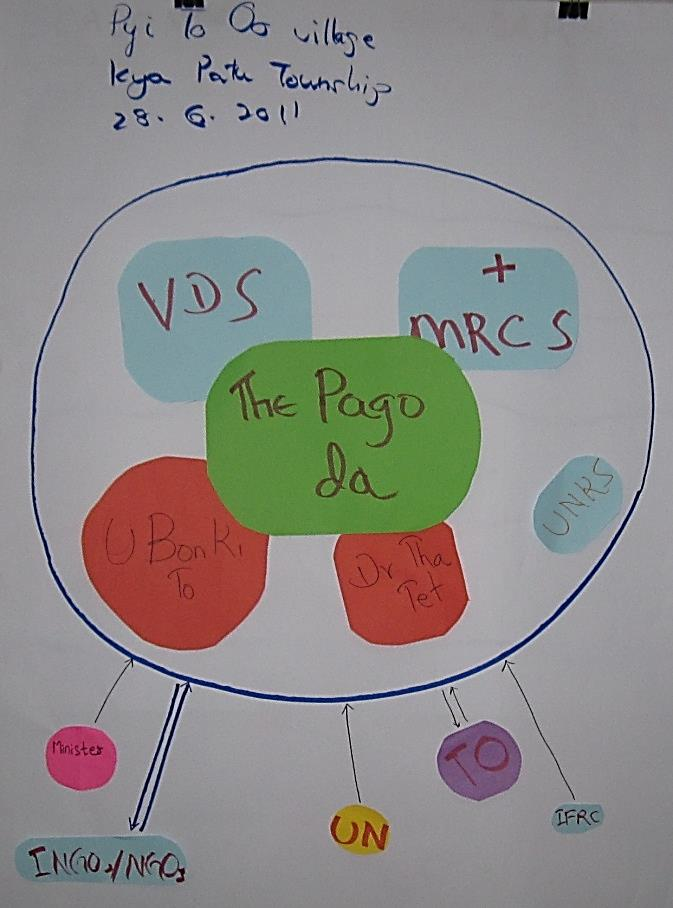 Pyi To Oo village
Kya Patu Township
28. 6. 2011
VDS
+
MRCS
The Pago
da
UNRS
U Bon Ki
To
Dr Tha
Tet
Minister
TO
UN
IFRC
INGOs/NGOs